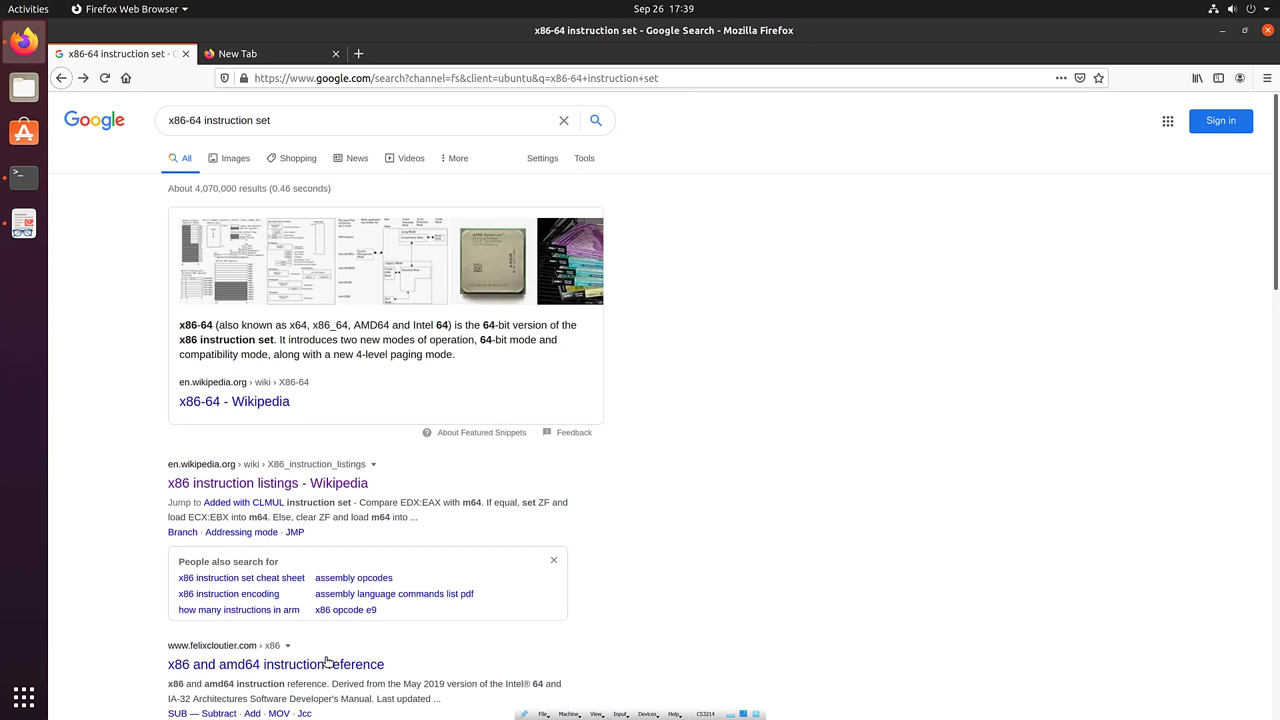 Activities
Firefox Web Browser
Sep 26 17:39
x86-64 instruction set - Google Search - Mozilla Firefox
x86-64 instruction set - G
New Tab
https://www.google.com/search?channel=fs&client=ubuntu&q=x86-64+instruction+set
Google
x86-64 instruction set
Sign in
All
Images
Shopping
News
Videos
More
Settings
Tools
About 4,070,000 results (0.46 seconds)
x86-64 (also known as x64, x86_64, AMD64 and Intel 64) is the 64-bit version of the
x86 instruction set. It introduces two new modes of operation, 64-bit mode and
compatibility mode, along with a new 4-level paging mode.
en.wikipedia.org › wiki › X86-64
x86-64 - Wikipedia
About Featured Snippets
Feedback
en.wikipedia.org › wiki › X86_instruction_listings
x86 instruction listings - Wikipedia
Jump to Added with CLMUL instruction set - Compare EDX:EAX with m64. If equal, set ZF and
load ECX:EBX into m64. Else, clear ZF and load m64 into ...
Branch · Addressing mode · JMP
People also search for
x86 instruction set cheat sheet
assembly opcodes
x86 instruction encoding
assembly language commands list pdf
how many instructions in arm
x86 opcode e9
www.felixcloutier.com › x86
x86 and amd64 instruction reference
x86 and amd64 instruction reference. Derived from the May 2019 version of the Intel® 64 and
IA-32 Architectures Software Developer's Manual. Last updated ...
SUB — Subtract · Add · MOV · Jcc
File
Machine
View
Input
Devices
Help
CS3214